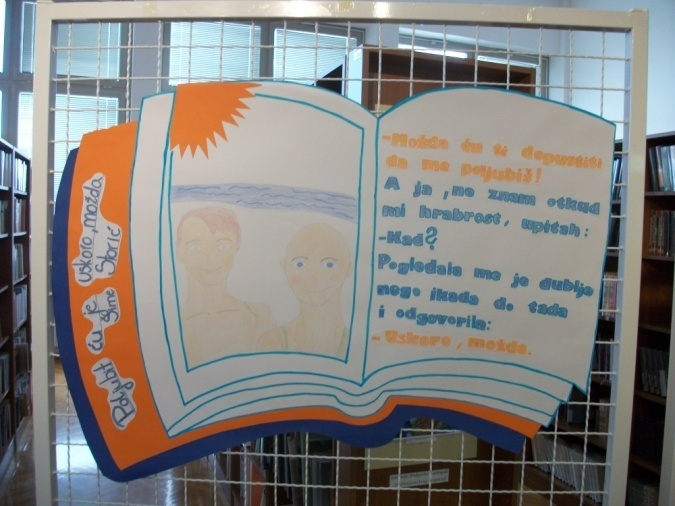 Poljubit ću je
uskoro, možda
Šime Storić
-Možda ću ti dopustiti
da me poljubiš!
A ja, ne znam otkud
mi hrabrost, upitah:
-Kad?
Pogledala me je dublje
nego ikada do tada
i odgovorila:
-Uskoro, možda.